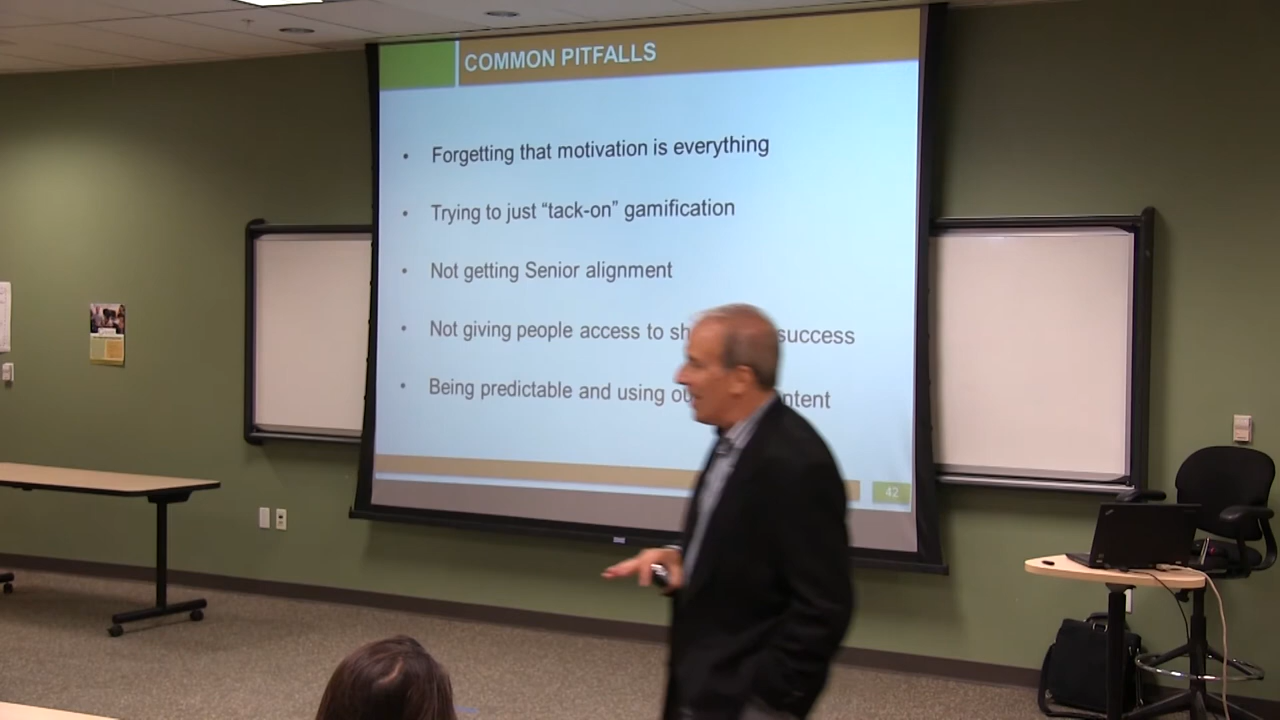 COMMON PITFALLS
• Forgetting that motivation is everything
• Trying to just “tack-on” gamification
• Not getting Senior alignment
• Not giving people access to success
• Being predictable and using
42